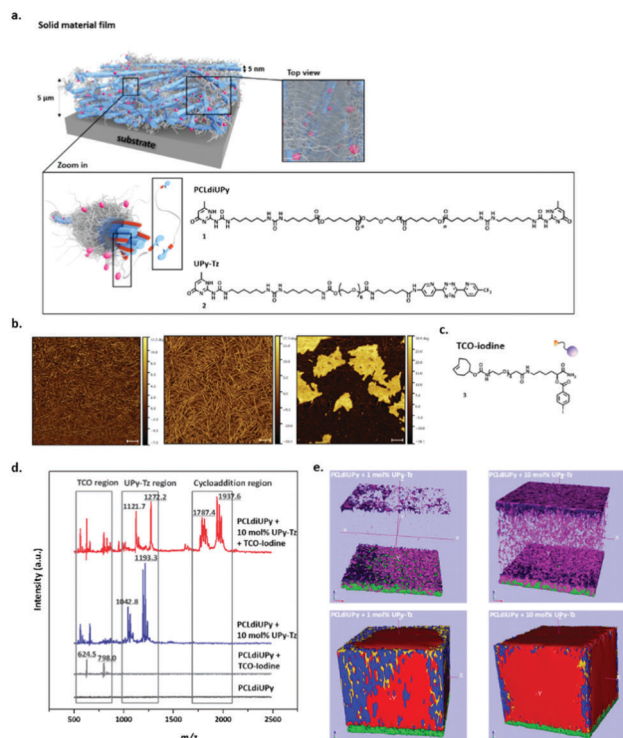 a.
Solid material film
5 nm
Top view
5 µm
substrate
Zoom in
PCLdiUPy
1
UPy-Tz
2
b.
c.
TCO-iodine
3
d.
e.
TCO region
UPy-Tz region
Cycloaddition region
1272.2
1937.6
1121.7
1787.4
PCLdiUPy +
10 mol% UPy-Tz
+ TCO-Iodine
1193.3
1042.8
PCLdiUPy +
10 mol% UPy-Tz
624.5
798.0
PCLdiUPy +
TCO-Iodine
PCLdiUPy
Intensity (a.u.)
500
1000
1500
2000
2500
m/z
PCLdiUPy + 1 mol% UPy-Tz
PCLdiUPy + 10 mol% UPy-Tz
PCLdiUPy + 1 mol% UPy-Tz
PCLdiUPy + 10 mol% UPy-Tz